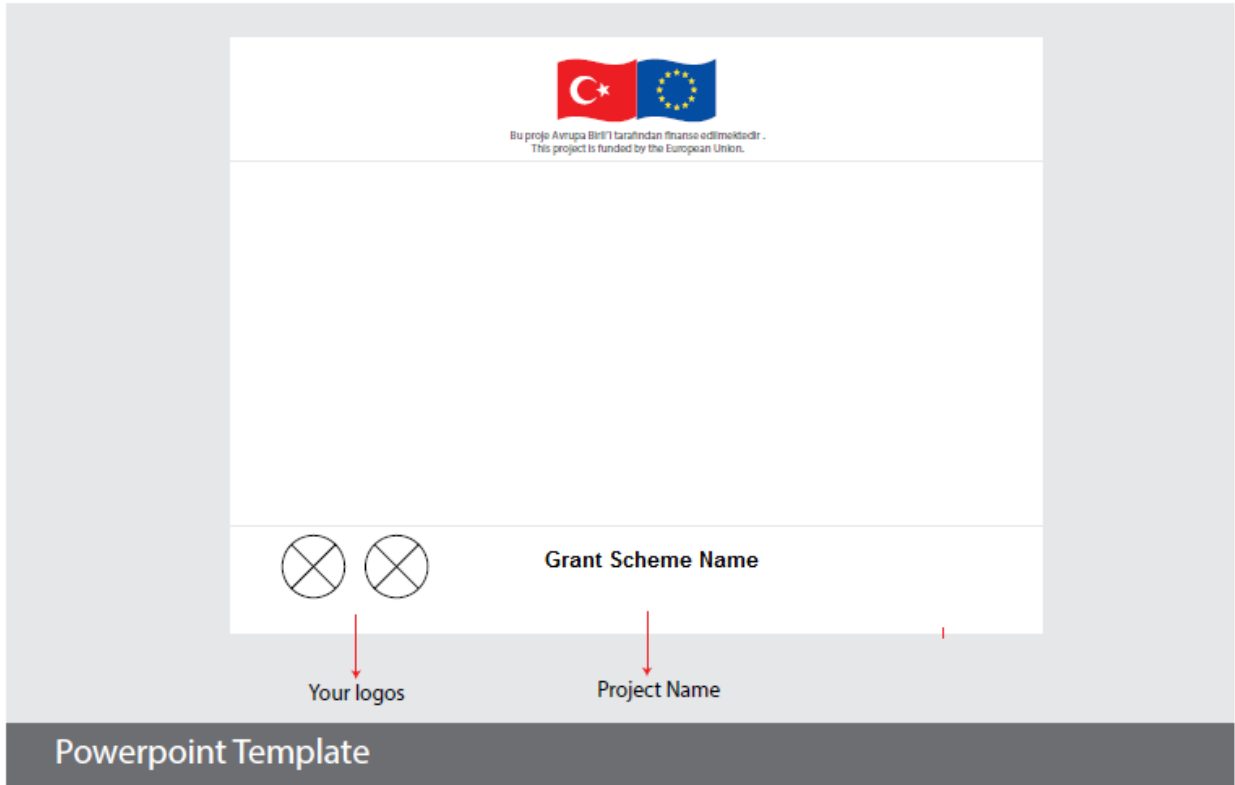 Bu proje Avrupa Birli'i tarafından finanse edilmektedir .
This project is funded by the European Union.
Grant Scheme Name
Your logos
Project Name
Powerpoint Template